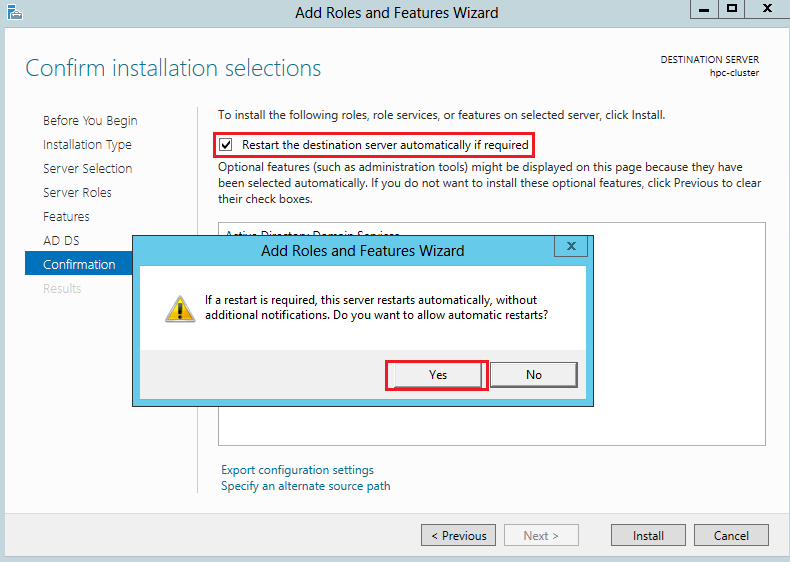 Add Roles and Features Wizard
Confirm installation selections
DESTINATION SERVER
hpc-cluster
Before You Begin
Installation Type
Server Selection
Server Roles
Features
AD DS
Confirmation
Results
To install the following roles, role services, or features on selected server, click Install.
Restart the destination server automatically if required
Optional features (such as administration tools) might be displayed on this page because they have
been selected automatically. If you do not want to install these optional features, click Previous to clear
their check boxes.
Active Directory Domain Services
Add Roles and Features Wizard
If a restart is required, this server restarts automatically, without
additional notifications. Do you want to allow automatic restarts?
Yes
No
Export configuration settings
Specify an alternate source path
< Previous
Next >
Install
Cancel